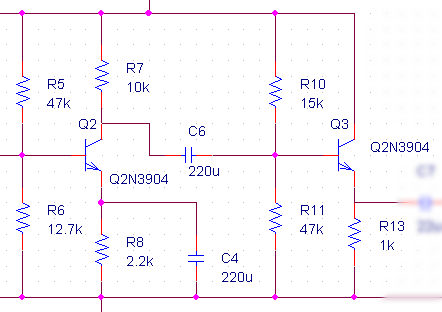 R5
47k
R7
10k
R10
15k
Q2
C6
Q3
Q2N3904
220u
Q2N3904
R6
12.7k
R8
2.2k
C4
220u
R11
47k
R13
1k